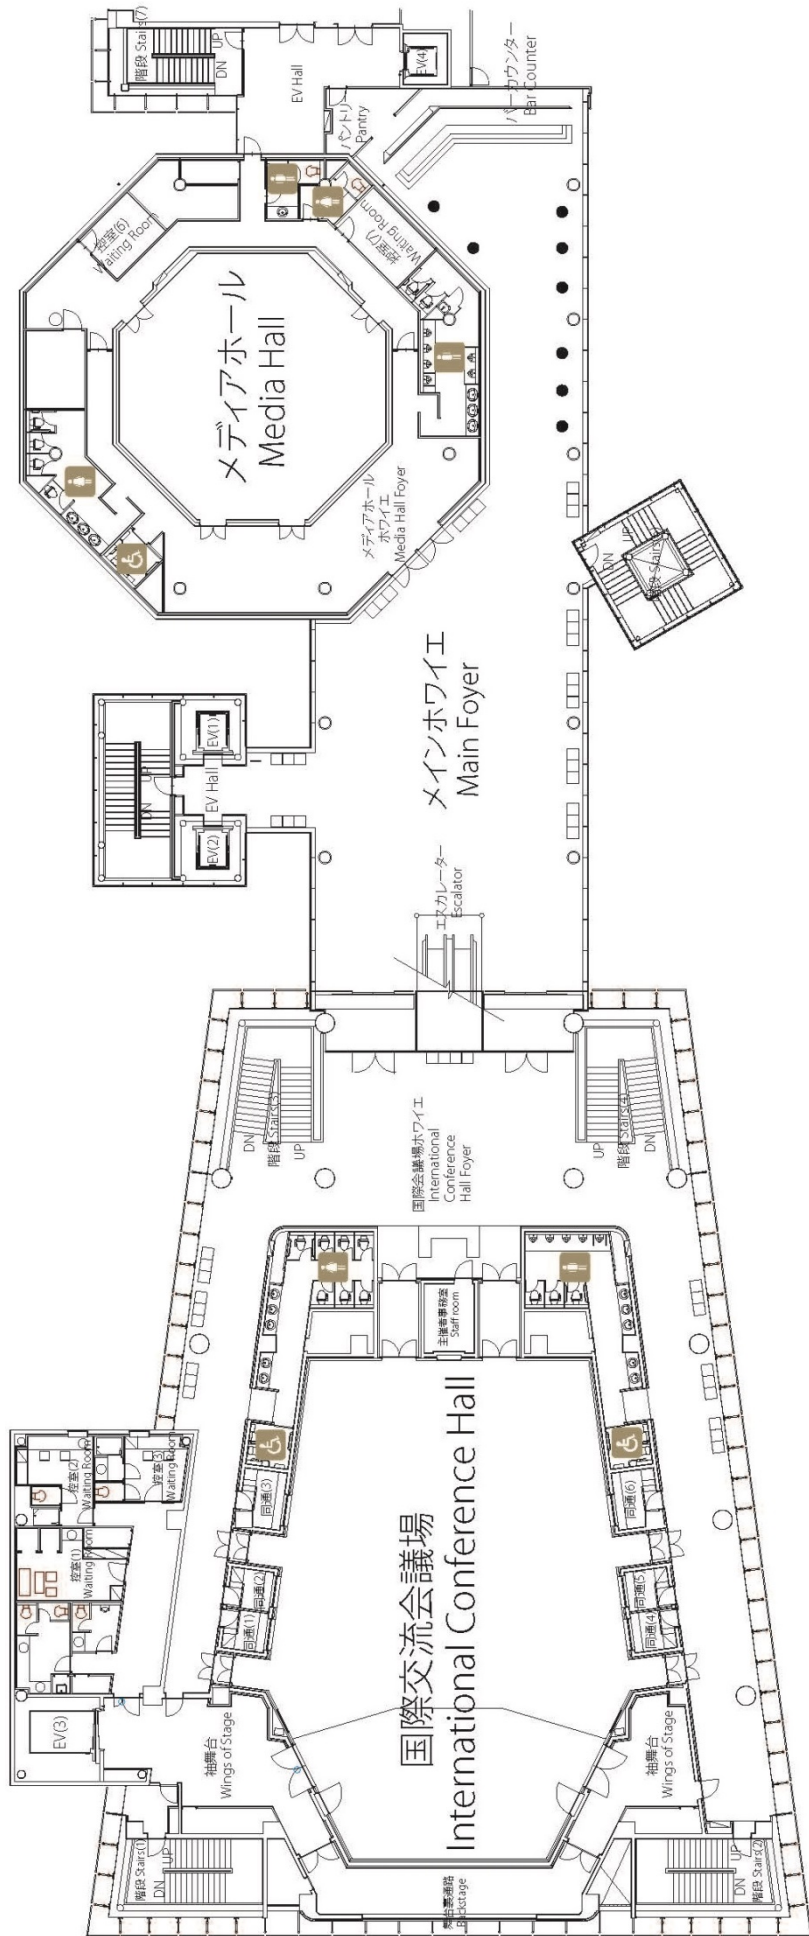 階段 Stairs(7)
UP
DN
EV Hall
EV(4)
パントリー
Pantry
バーカウンター
Bar Counter
控室(6)
Waiting Room
控室(7)
Waiting Room
メディアホール
Media Hall
メディアホール
ホワイエ
Media Hall Foyer
UP
DN
EV(1)
EV Hall
EV(2)
UP
DN
メインホワイエ
Main Foyer
エスカレーター
Escalator
DN
階段 Stairs(3)
UP
国際会議場ホワイエ
International
Conference
Hall Foyer
UP
階段 Stairs(4)
DN
主催者事務室
Staff room
控室(2)
Waiting Room
控室(3)
Waiting Room
控室(1)
Waiting Room
同通(3)
同通(2)
同通(1)
同通(6)
同通(5)
同通(4)
国際交流会議場
International Conference Hall
EV(3)
袖舞台
Wings of Stage
袖舞台
Wings of Stage
階段 Stairs(1)
UP
DN
舞台裏通路
Backstage
UP
DN
階段 Stairs(2)